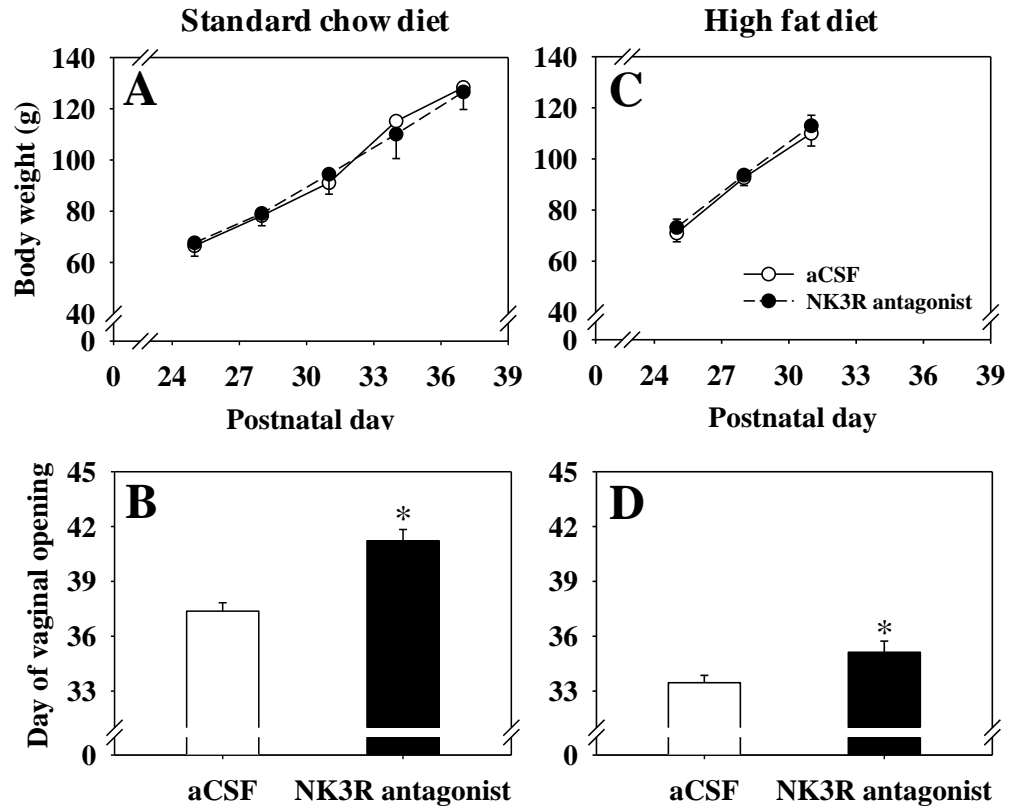 Standard chow diet
High fat diet
A
140
120
100
80
60
40
0
Body weight (g)
0 24 27 30 33 36 39
Postnatal day
C
140
120
100
80
60
40
0
aCSF
NK3R antagonist
0 24 27 30 33 36 39
Postnatal day
B
45
42
39
36
33
0
Day of vaginal opening
*
aCSF NK3R antagonist
D
45
42
39
36
33
0
*
aCSF NK3R antagonist